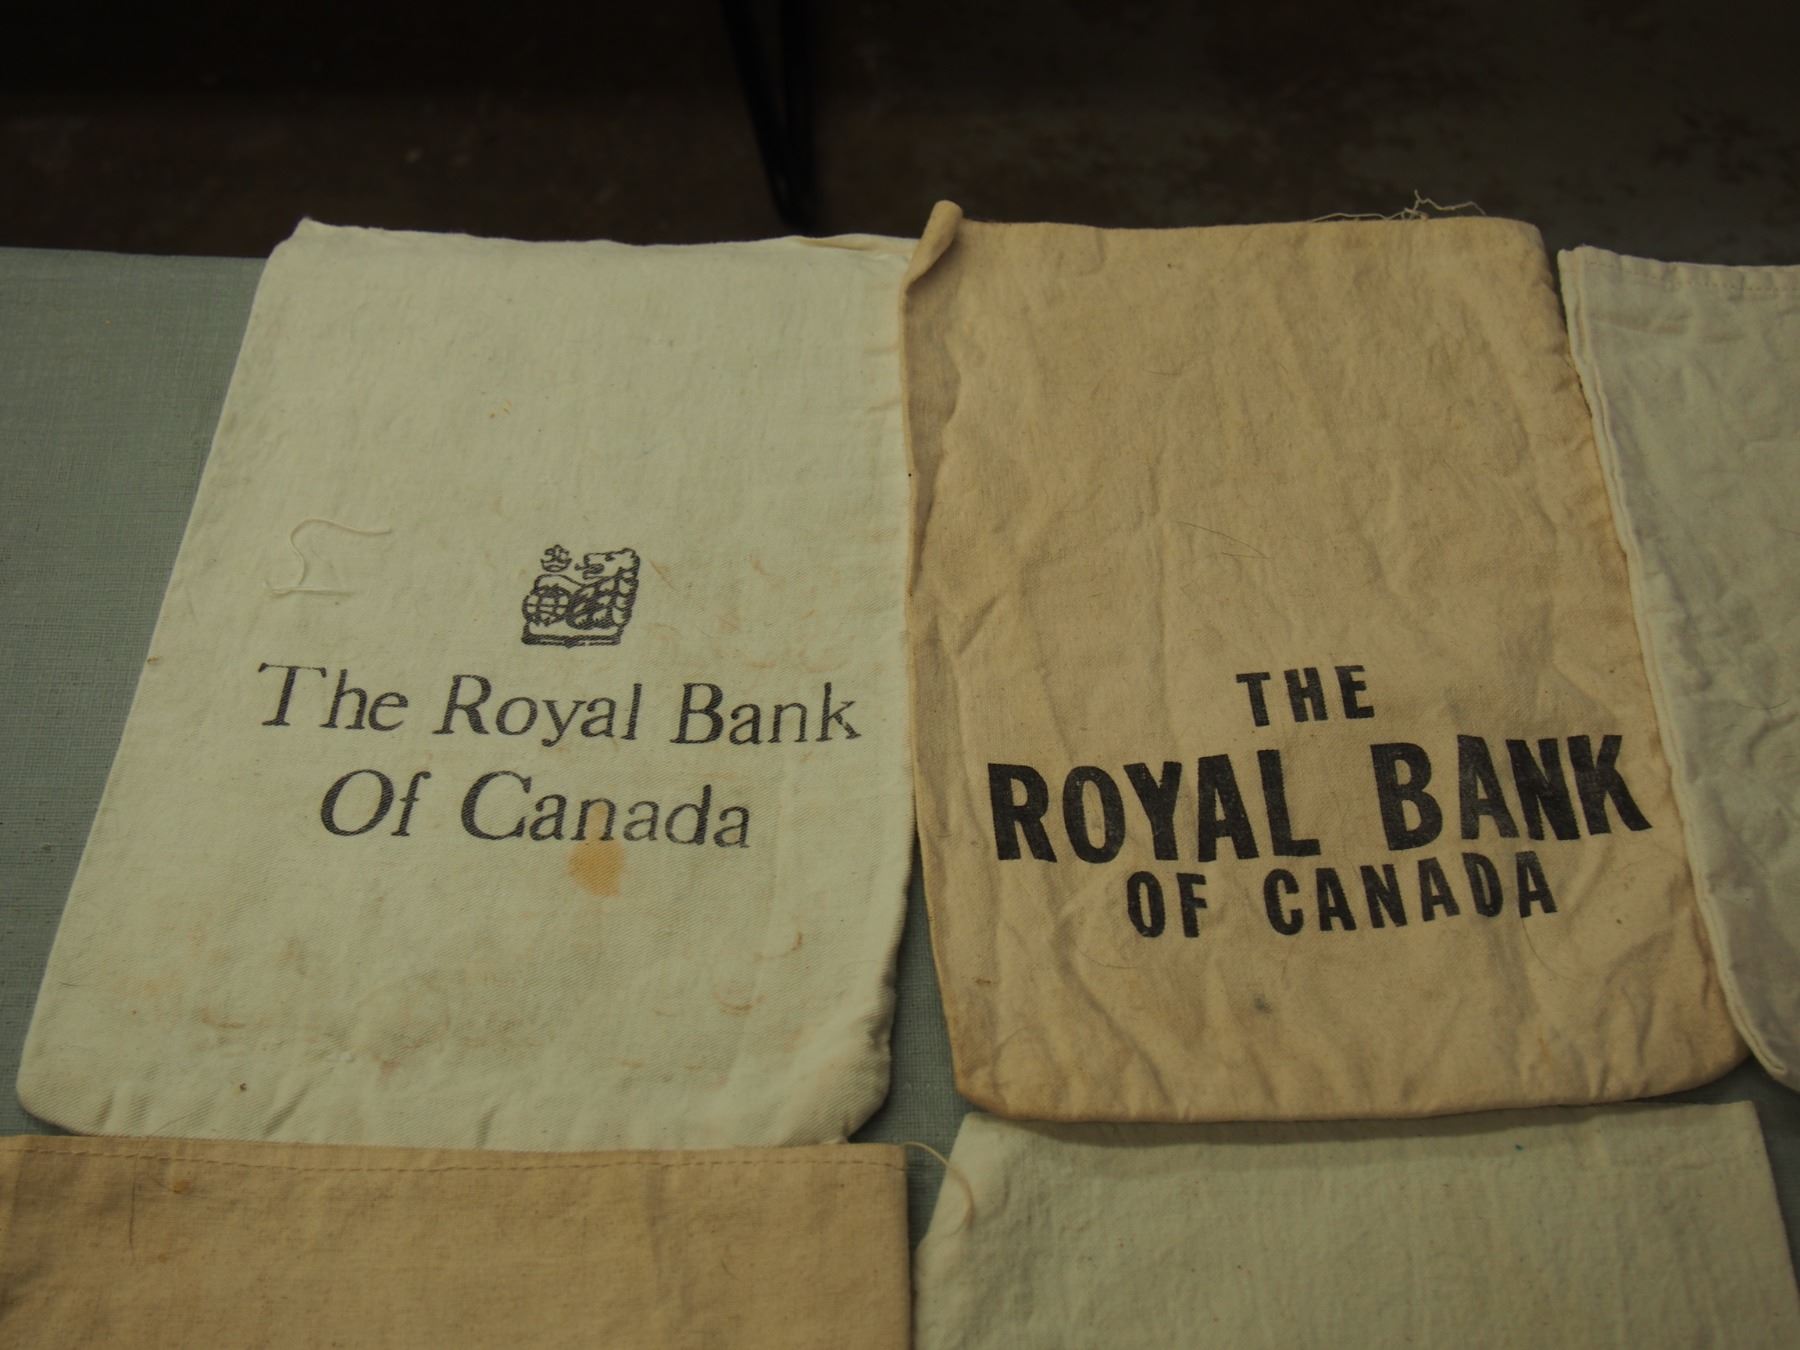 The Royal Bank
Of Canada
THE
ROYAL BANK
OF CANADA